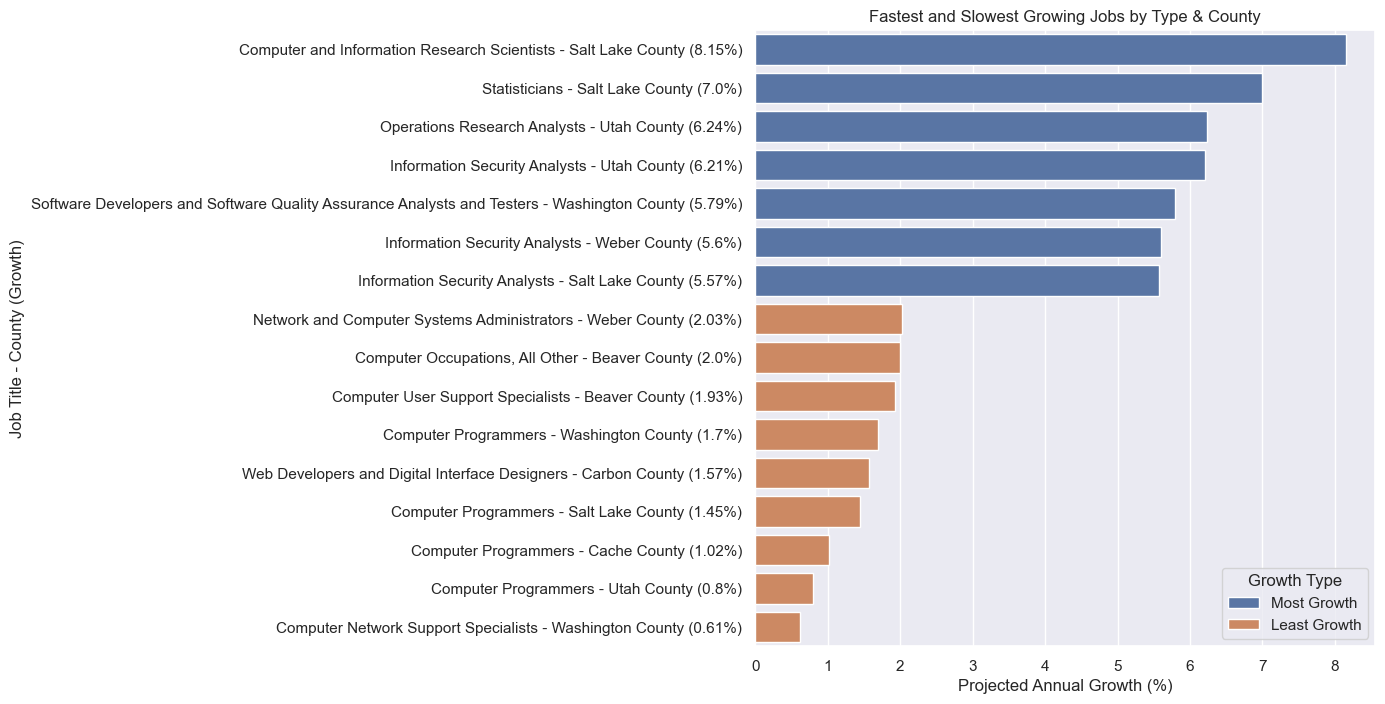 Fastest and Slowest Growing Jobs by Type & County
Job Title - County (Growth)
Computer and Information Research Scientists - Salt Lake County (8.15%)
Statisticians - Salt Lake County (7.0%)
Operations Research Analysts - Utah County (6.24%)
Information Security Analysts - Utah County (6.21%)
Software Developers and Software Quality Assurance Analysts and Testers - Washington County (5.79%)
Information Security Analysts - Weber County (5.6%)
Information Security Analysts - Salt Lake County (5.57%)
Network and Computer Systems Administrators - Weber County (2.03%)
Computer Occupations, All Other - Beaver County (2.0%)
Computer User Support Specialists - Beaver County (1.93%)
Computer Programmers - Washington County (1.7%)
Web Developers and Digital Interface Designers - Carbon County (1.57%)
Computer Programmers - Salt Lake County (1.45%)
Computer Programmers - Cache County (1.02%)
Computer Programmers - Utah County (0.8%)
Computer Network Support Specialists - Washington County (0.61%)
Growth Type
Most Growth
Least Growth
0 1 2 3 4 5 6 7 8
Projected Annual Growth (%)